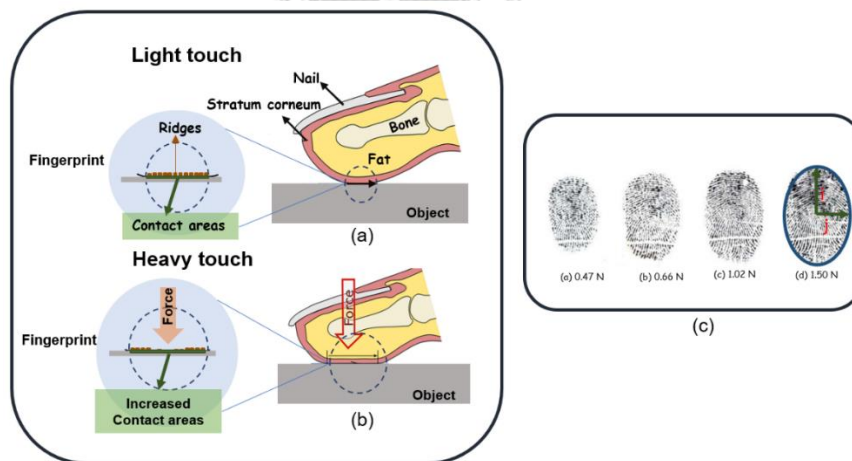 Light touch
Nail
Stratum corneum
Ridges
Bone
Fingerprint
Fat
Contact areas
Object
(a)
Heavy touch
Force
Force
Fingerprint
Increased
Contact areas
Object
(b)
r
j
(a) 0.47 N (b) 0.66 N (c) 1.02 N (d) 1.50 N
(c)